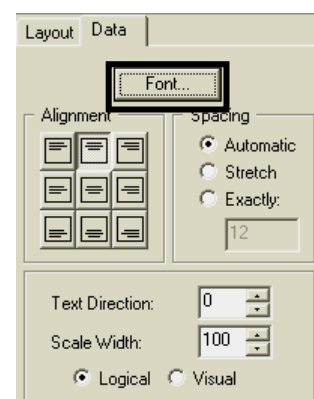 Layout Data
Font...
Alignment Spacing
Automatic
Stretch
Exactly:
12
Text Direction: 0
Scale Width: 100
Logical Visual